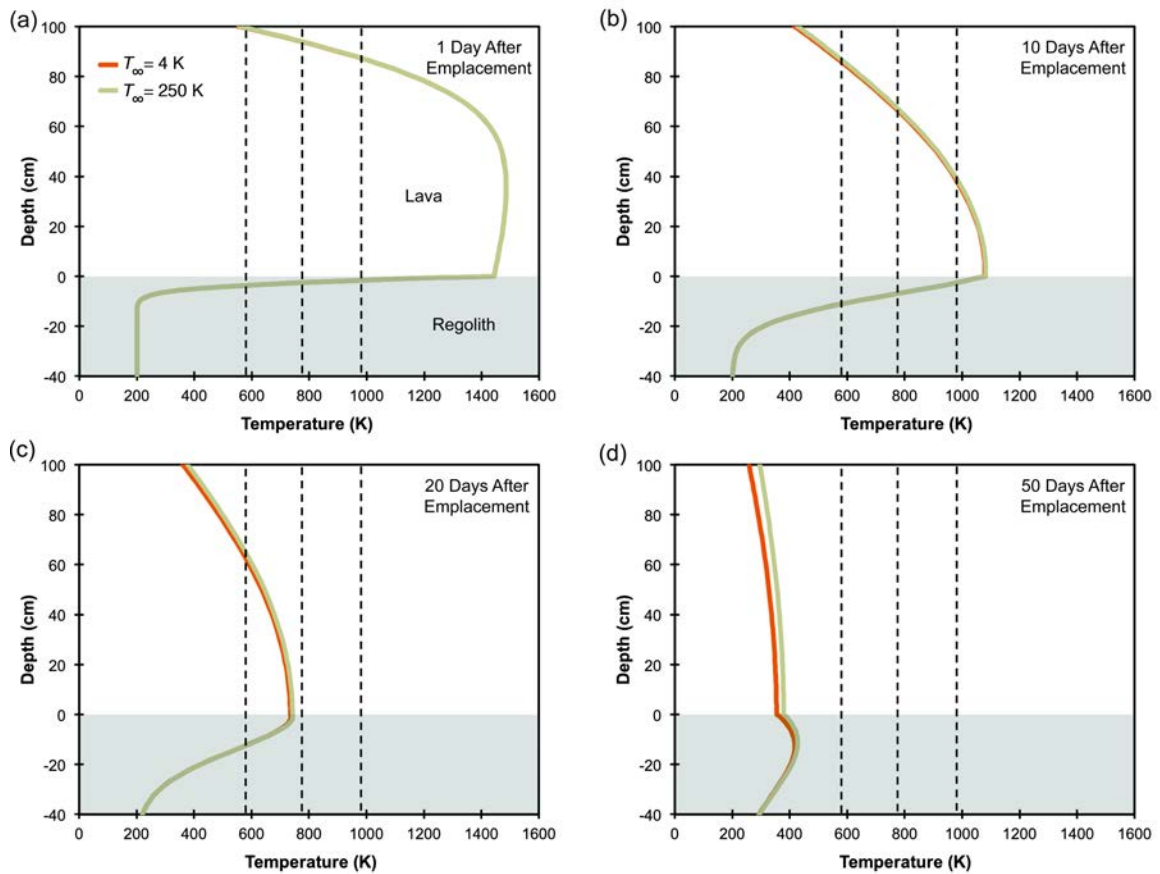 (a)
100
80
60
40
20
0
-20
-40
Depth (cm)
T∞= 4 K
T∞= 250 K
1 Day After
Emplacement
Lava
Regolith
0 200 400 600 800 1000 1200 1400 1600
Temperature (K)
(b)
100
80
60
40
20
0
-20
-40
Depth (cm)
10 Days After
Emplacement
0 200 400 600 800 1000 1200 1400 1600
Temperature (K)
(c)
100
80
60
40
20
0
-20
-40
Depth (cm)
20 Days After
Emplacement
0 200 400 600 800 1000 1200 1400 1600
Temperature (K)
(d)
100
80
60
40
20
0
-20
-40
Depth (cm)
50 Days After
Emplacement
0 200 400 600 800 1000 1200 1400 1600
Temperature (K)